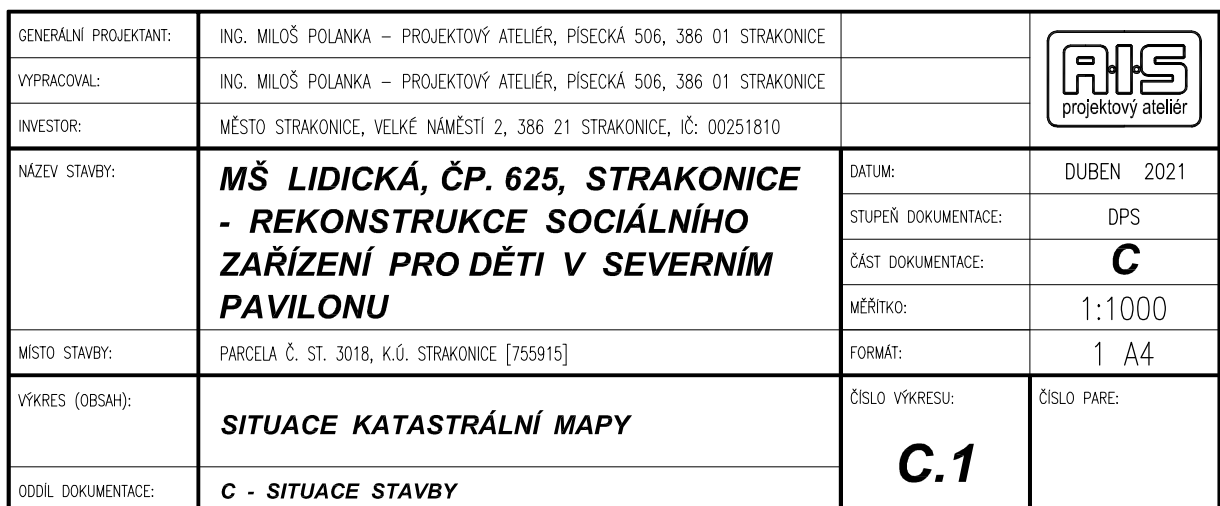 GENERÁLNÍ PROJEKTANT: ING. MILOŠ POLANKA – PROJEKTOVÝ ATELIÉR, PÍSECKÁ 506, 386 01 STRAKONICE
VYPRACOVAL: ING. MILOŠ POLANKA – PROJEKTOVÝ ATELIÉR, PÍSECKÁ 506, 386 01 STRAKONICE
INVESTOR: MĚSTO STRAKONICE, VELKÉ NÁMĚSTÍ 2, 386 21 STRAKONICE, IČ: 00251810
A·I·S
projektový ateliér
NÁZEV STAVBY:
MŠ LIDICKÁ, ČP. 625, STRAKONICE
- REKONSTRUKCE SOCIÁLNÍHO
ZAŘÍZENÍ PRO DĚTI V SEVERNÍM
PAVILONU
DATUM: DUBEN 2021
STUPEŇ DOKUMENTACE: DPS
ČÁST DOKUMENTACE: C
MĚŘÍTKO: 1:1000
MÍSTO STAVBY: PARCELA Č. ST. 3018, K.Ú. STRAKONICE [755915]
FORMÁT: 1 A4
VÝKRES (OBSAH):
SITUACE KATASTRÁLNÍ MAPY
ČÍSLO VÝKRESU:
C.1
ČÍSLO PARE:
ODDÍL DOKUMENTACE: C - SITUACE STAVBY